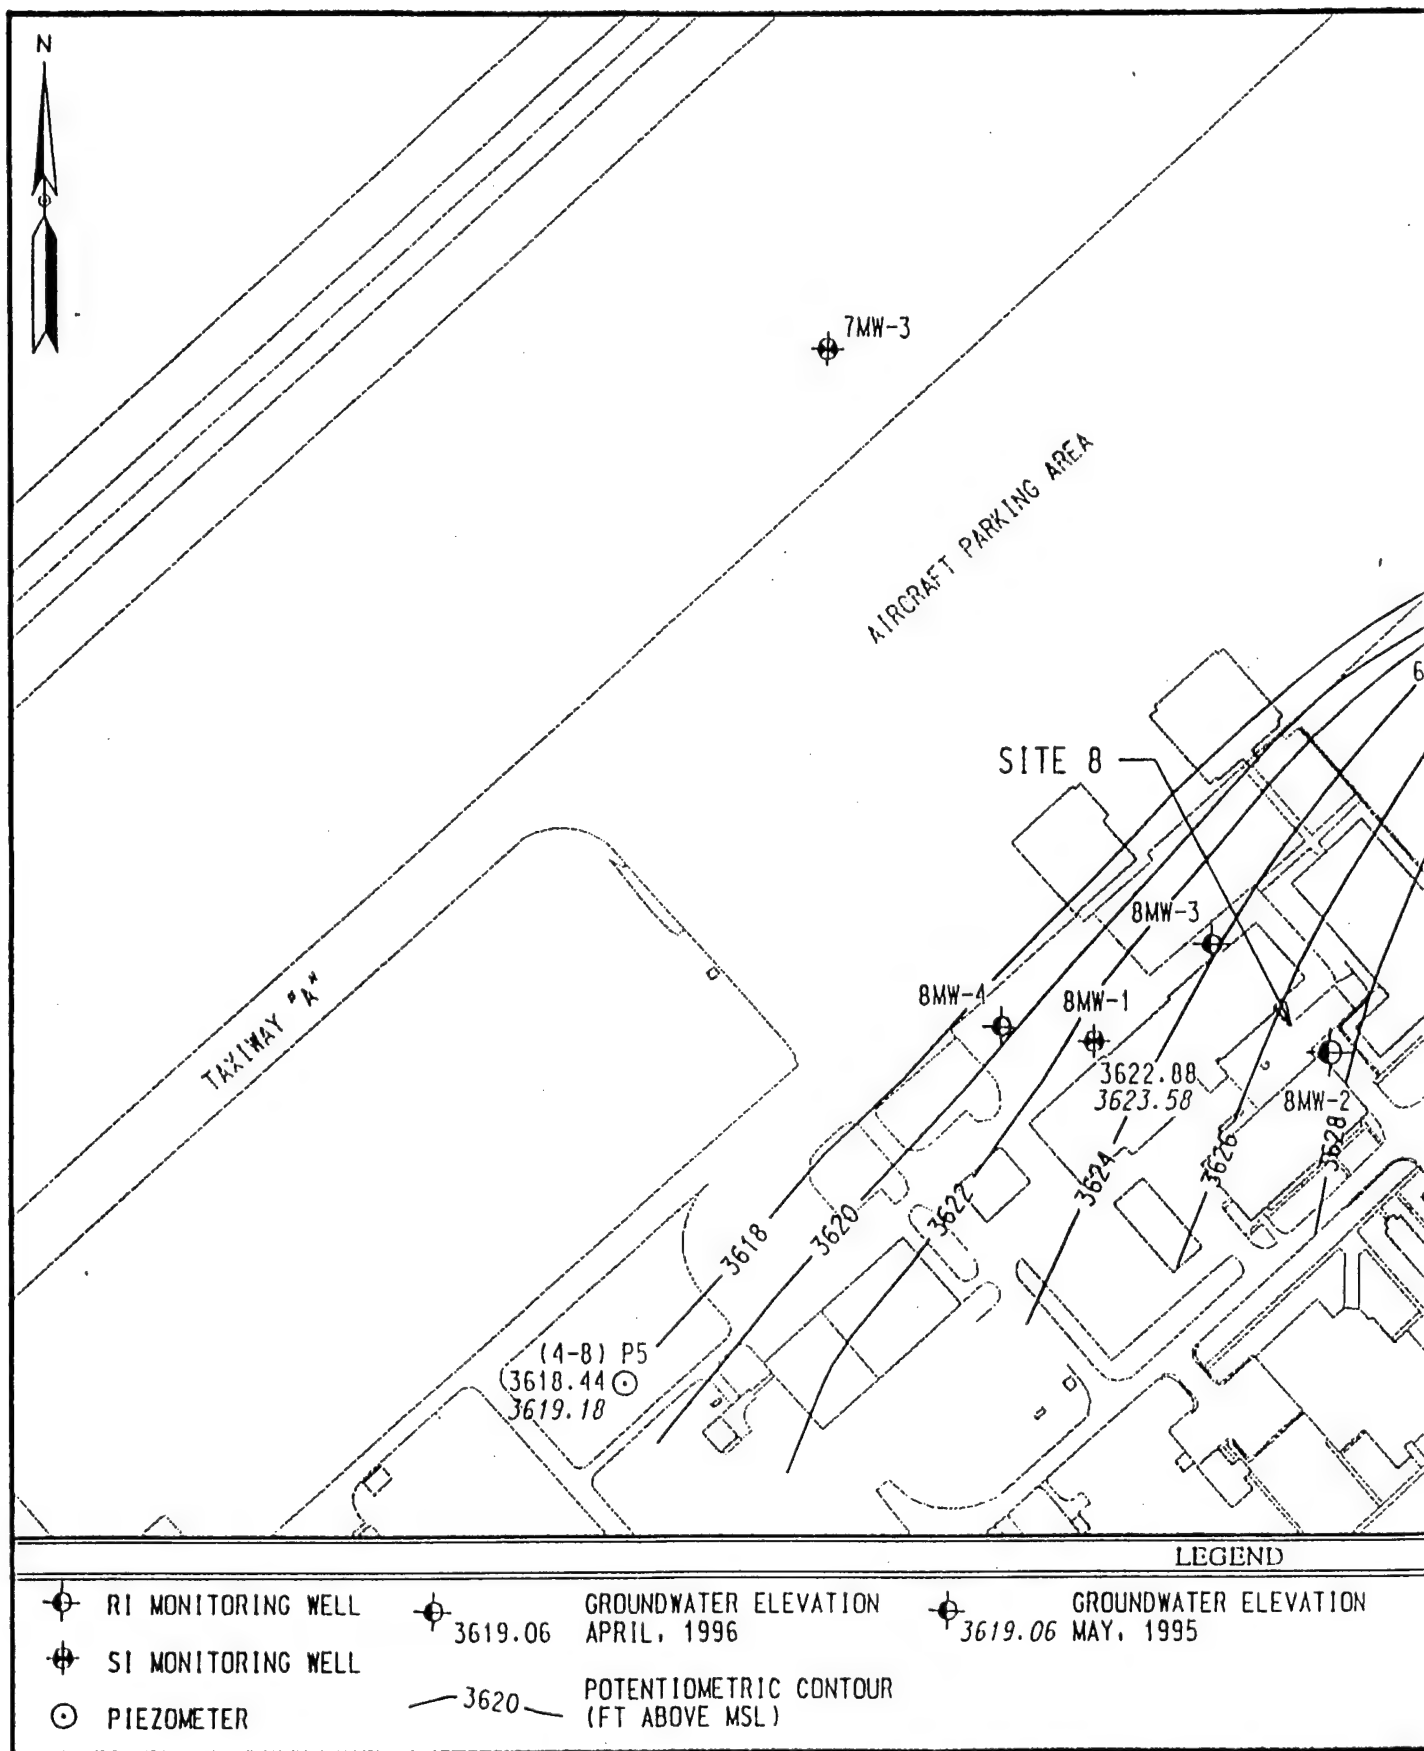 N
7MW-3
AIRCRAFT PARKING AREA
6
SITE 8
8MW-3
8MW-4
8MW-1
TAXIWAY "A"
3622.88
3623.58
8MW-2
3628
3626
3624
3622
3620
3618
(4-8) P5
(3618.44
3619.18
LEGEND
RI MONITORING WELL
3619.06
GROUNDWATER ELEVATION
APRIL, 1996
3619.06
GROUNDWATER ELEVATION
MAY, 1995
SI MONITORING WELL
3620
POTENTIOMETRIC CONTOUR
(FT ABOVE MSL)
PIEZOMETER